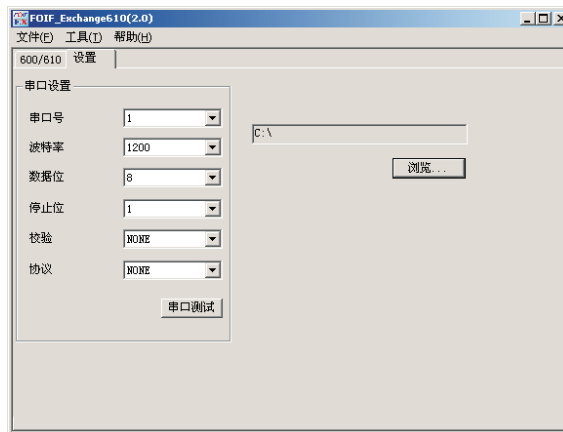 FOIF_Exchange610(2.0)
文件(F) 工具(T) 帮助(H)
600/610 设置
串口设置
串口号 1
波特率 1200
数据位 8
停止位 1
校验 NONE
协议 NONE
串口测试
C:\
浏览...